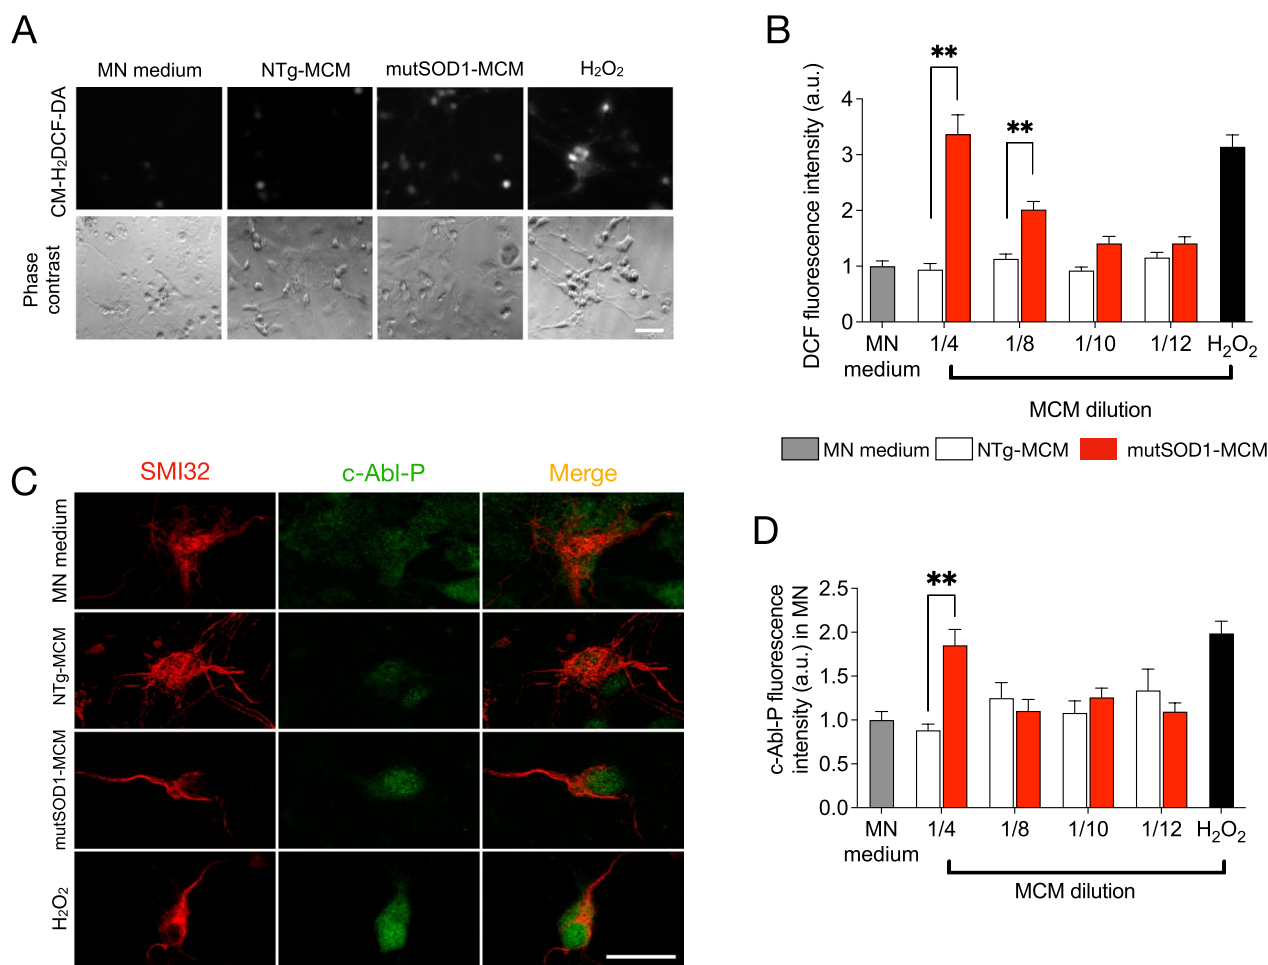 A
MN medium
NTg-MCM
mutSOD1-MCM
H₂O₂
CM-H₂DCF-DA
Phase
contrast
B
DCF fluorescence intensity (a.u.)
4
3
2
1
0
**
**
MN
medium
1/4
1/8
1/10
1/12
H₂O₂
MCM dilution
MN medium
NTg-MCM
mutSOD1-MCM
C
SMI32
c-Abl-P
Merge
MN medium
NTg-MCM
mutSOD1-MCM
H₂O₂
D
c-Abl-P fluorescence
intensity (a.u.) in MN
2.5
2.0
1.5
1.0
0.5
0.0
**
MN
medium
1/4
1/8
1/10
1/12
H₂O₂
MCM dilution